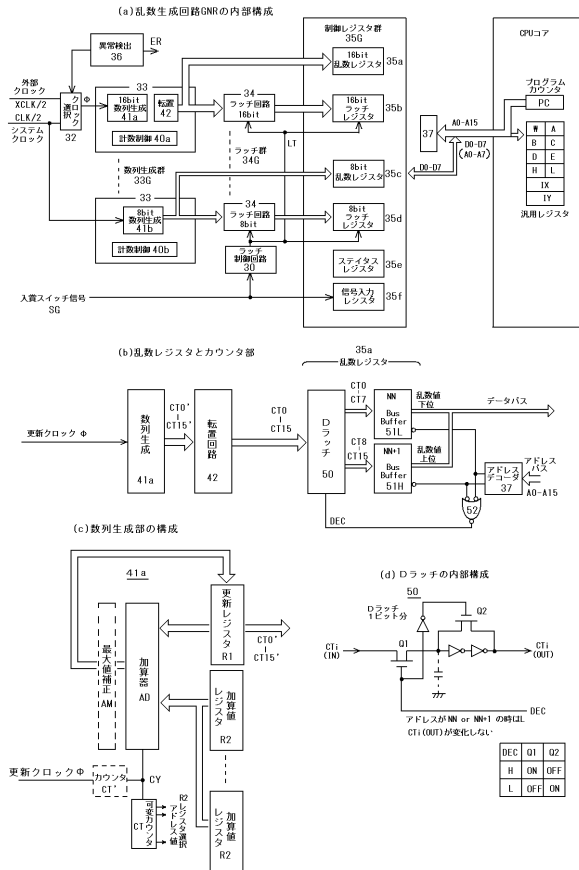 (a)乱数生成回路GNRの内部構成
異常検出
36
ER
外部
クロック
XCLK/2
CLK/2
システム
クロック
クロック選択
32
Φ
33
16bit
数列生成
41a
転置
42
計数制御 40a
数列生成群
33G
33
8bit
数列生成
41b
計数制御 40b
34
ラッチ回路
16bit
ラッチ群
34G
LT
34
ラッチ回路
8bit
ラッチ
制御回路
30
入賞スイッチ信号
SG
制御レジスタ群
35G
16bit
乱数レジスタ
35a
16bit
ラッチ
レジスタ
35b
8bit
乱数レジスタ
35c
8bit
ラッチ
レジスタ
35d
ステイタス
レジスタ
35e
信号入力
レシスタ
35f
37
A0-A15
D0-D7
D0-D7
(A0-A7)
CPUコア
プログラム
カウンタ
PC
W A
B C
D E
H L
IX
IY
汎用レジスタ
(b)乱数レジスタとカウンタ部
更新クロック Φ
数列生成
41a
CT0'
-
CT15'
転置回路
42
CT0
-
CT15
35a
乱数レジスタ
Dラッチ
50
CT0
-
CT7
CT8
-
CT15
NN
Bus
Buffer
51L
NN+1
Bus
Buffer
51H
乱数値
下位
乱数値
上位
データバス
アドレス
デコーダ
37
アドレス
バス
A0-A15
52
DEC
(c)数列生成部の構成
41a
最大値補正
AM
加算器
AD
更新レジスタ
R1
CT0'
-
CT15'
加算値
レジスタ
R2
加算値
レジスタ
R2
更新クロックΦ
カウンタ
CT'
CY
可変カウンタ
CT
R2
レジスタ選択
アドレス値
(d)Dラッチの内部構成
50
Dラッチ
1ビット分
Q2
CTi
(IN)
Q1
CTi
(OUT)
DEC
アドレスが NN or NN+1 の時はL
CTi(OUT)が変化しない
DEC Q1 Q2
H ON OFF
L OFF ON